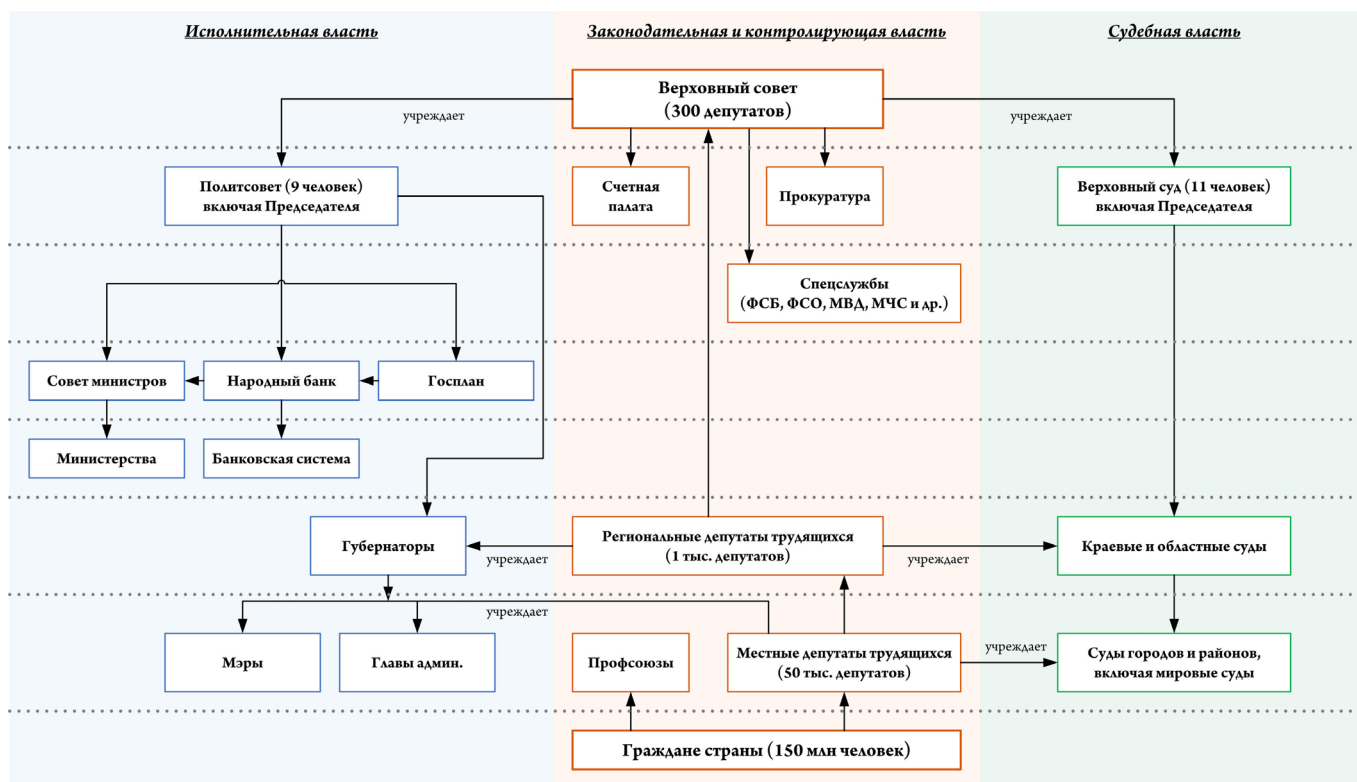 Исполнительная власть
Законодательная и контролирующая власть
Судебная власть
Верховный совет
(300 депутатов)
учреждает
учреждает
Политсовет (9 человек)
включая Председателя
Счетная
палата
Прокуратура
Верховный суд (11 человек)
включая Председателя
Спецслужбы
(ФСБ, ФСО, МВД, МЧС и др.)
Совет министров
Народный банк
Госплан
Министерства
Банковская система
Губернаторы
учреждает
Региональные депутаты трудящихся
(1 тыс. депутатов)
учреждает
Краевые и областные суды
учреждает
Мэры
Главы админ.
Профсоюзы
Местные депутаты трудящихся
(50 тыс. депутатов)
учреждает
Суды городов и районов,
включая мировые суды
Граждане страны (150 млн человек)